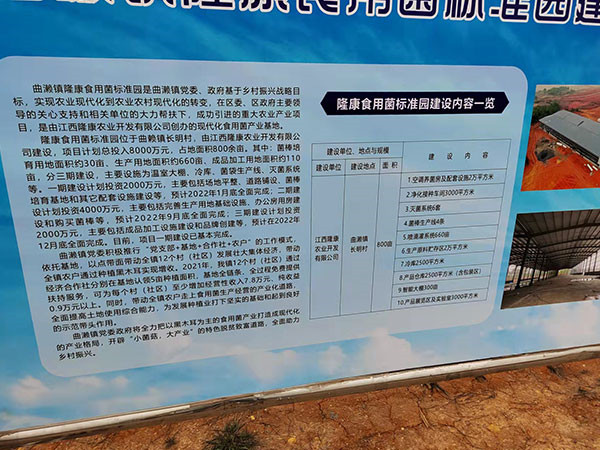 隆康食用菌标准园建
曲濑镇隆康食用菌标准园是曲濑镇党委、政府基于乡村振兴战略目
标，实现农业现代化到农业农村现代化的转变，在区委、区政府主要领
导的关心支持和相关单位的大力帮扶下，成功引进的重大农业产业项
目，是由江西隆康农业开发有限公司创办的现代化食用菌产业基地。
隆康食用菌标准园位于曲濑镇长明村，由江西隆康农业开发有限公
司建设，项目计划总投入8000万元，占地面积800余亩，其中：菌棒培
育用地面积约30亩、生产用地面积约660亩、成品加工用地面积约110
亩，分三期建设，主要设施为温室大棚、冷库、菌袋生产线、灭菌系统
等。一期建设计划投资2000万元，主要包括场地平整、道路铺设、菌棒
培育基地和其它配套设施建设等，预计2022年1月底全面完成；二期建
设计划投资4000万元，主要包括完善生产用地基础设施、办公房用房建
设和购买菌棒等，预计2022年9月底全面完成；三期建设计划投资
2000万元，主要包括成品加工设施建设和品牌创建等，预计在2022年
12月底全面完成。目前，项目一期建设已基本完成。
曲濑镇党委积极推行“党支部+基地+合作社+农户”的工作模式，
依托基地，以点带面带动全镇12个村（社区）发展壮大集体经济，带动
全镇农户通过种植黑木耳实现增收。2021年，我镇12个村（社区）通过
经济合作社分别在基地认领5亩种植面积，基地全链条、全过程免费提供
扶持服务，可为每个村（社区）至少增加经营性收入7.8万元，纯收益
0.9万元以上。同时，带动全镇农户走上食用菌生产经营的产业化道路，
全面提高土地使用综合能力，为发展种植业打下坚实的基础和起到良好
的示范带头作用。
曲濑镇党委政府将全力把以黑木耳为主的食用菌产业打造成现代化
的产业格局，开辟“小菌菇，大产业”的特色脱贫致富道路，全面助力
乡村振兴。
隆康食用菌标准园建设内容一览
建设单位、地点与规模
建设内容
建设单位 建设地点 面积
江西隆康农业开发有限公司 曲濑镇长明村 800亩
1.空调养菌房及配套设施2万平方米
2.净化接种车间3000平方米
3.灭菌系统6套
4.菌棒生产线4条
5.地滴灌系统660亩
6.生产原料贮存区2万平方米
7.冷库2500平方米
8.产品仓库2500平方米（含包装区）
9.智能大棚300亩
10.产品展览区及实验室3000平方米